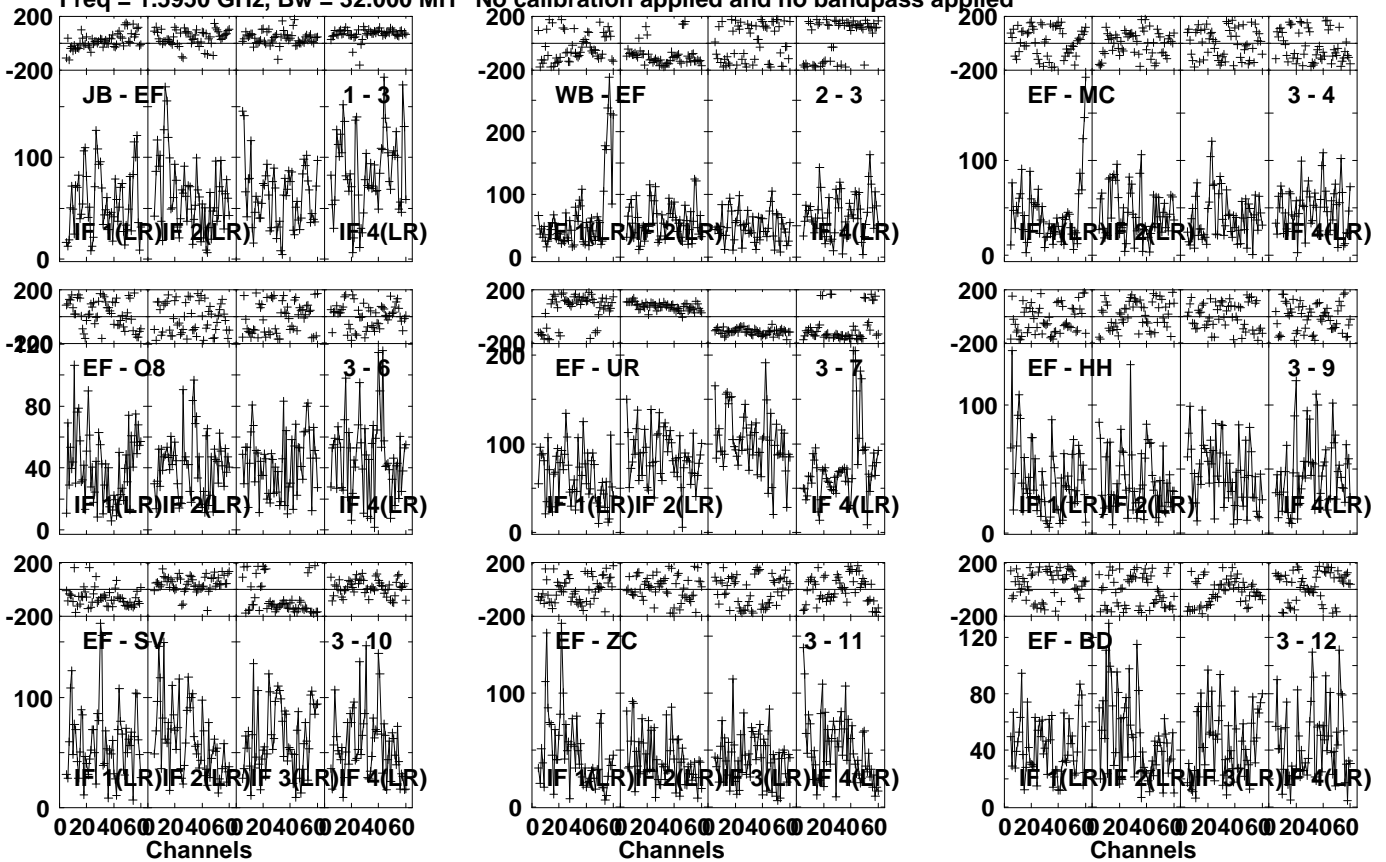 Freq = 1.5950 GHz, Bw = 32.000 MH No calibration applied and no bandpass applied
200
-200
JB - EF
1 - 3
100
0
IF 1(LR)
IF 2(LR)
IF 4(LR)
200
-200
WB - EF
2 - 3
200
100
0
IF 1(LR)
IF 2(LR)
IF 4(LR)
200
-200
EF - MC
3 - 4
100
0
IF 1(LR)
IF 2(LR)
IF 4(LR)
200
-200
120
EF - O8
3 - 6
80
40
0
IF 1(LR)
IF 2(LR)
IF 4(LR)
200
-200
200
EF - UR
3 - 7
100
0
IF 1(LR)
IF 2(LR)
IF 4(LR)
200
-200
EF - HH
3 - 9
100
0
IF 1(LR)
IF 2(LR)
IF 4(LR)
200
-200
EF - SV
3 - 10
100
0
IF 1(LR)
IF 2(LR)
IF 3(LR)
IF 4(LR)
0 20 40 60 0 20 40 60 0 20 40 60 0 20 40 60
Channels
200
-200
EF - ZC
3 - 11
100
0
IF 1(LR)
IF 2(LR)
IF 3(LR)
IF 4(LR)
0 20 40 60 0 20 40 60 0 20 40 60 0 20 40 60
Channels
200
-200
EF - BD
3 - 12
120
80
40
0
IF 1(LR)
IF 2(LR)
IF 3(LR)
IF 4(LR)
0 20 40 60 0 20 40 60 0 20 40 60 0 20 40 60
Channels